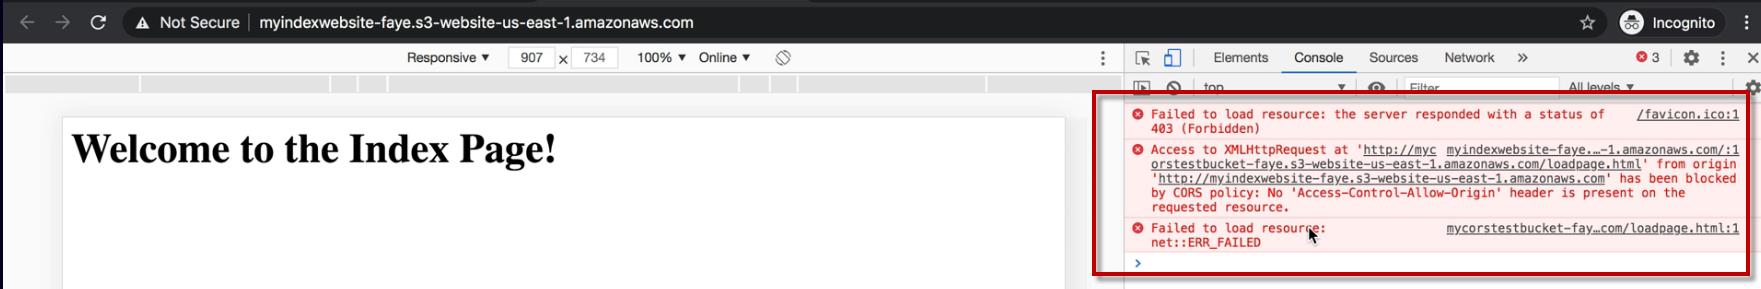 Not Secure | myindexwebsite-faye.s3-website-us-east-1.amazonaws.com Incognito
Responsive ▼ 907 x 734 100% ▼ Online ▼ Elements Console Sources Network » 3
top ▼ Filter All levels ▼
Welcome to the Index Page!
Failed to load resource: the server responded with a status of /favicon.ico:1
403 (Forbidden)
Access to XMLHttpRequest at 'http://myc myindexwebsite-faye.…-1.amazonaws.com/:1
orstestbucket-faye.s3-website-us-east-1.amazonaws.com/loadpage.html' from origin
'http://myindexwebsite-faye.s3-website-us-east-1.amazonaws.com' has been blocked
by CORS policy: No 'Access-Control-Allow-Origin' header is present on the
requested resource.
Failed to load resource: mycorstestbucket-fay…com/loadpage.html:1
net::ERR_FAILED